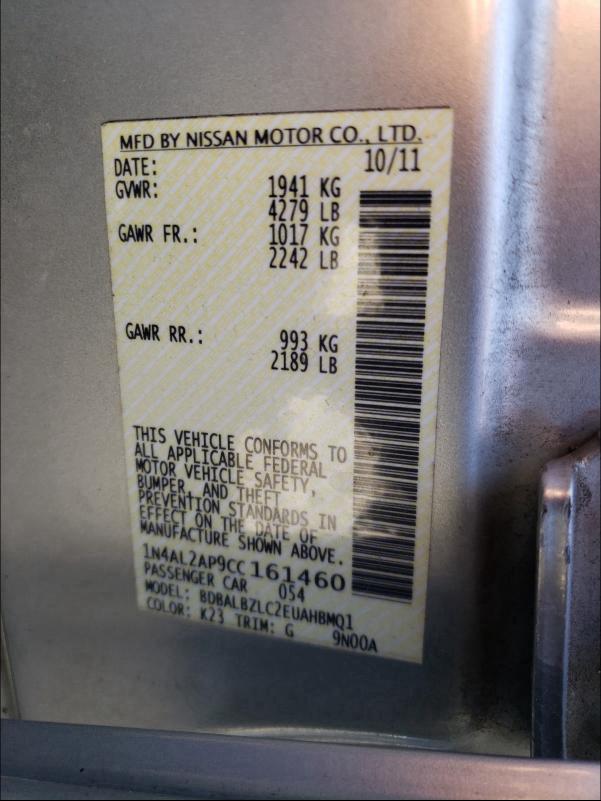 MFD BY NISSAN MOTOR CO., LTD.
DATE: 10/11
GVWR: 1941 KG
4279 LB
GAWR FR.: 1017 KG
2242 LB
GAWR RR.: 993 KG
2189 LB
THIS VEHICLE CONFORMS TO
ALL APPLICABLE FEDERAL
MOTOR VEHICLE SAFETY,
BUMPER, AND THEFT
PREVENTION STANDARDS IN
EFFECT ON THE DATE OF
MANUFACTURE SHOWN ABOVE.
1N4AL2AP9CC161460
PASSENGER CAR 054
MODEL: BDBALBZLC2EUAHBMQ1
COLOR: K23 TRIM: G 9N00A